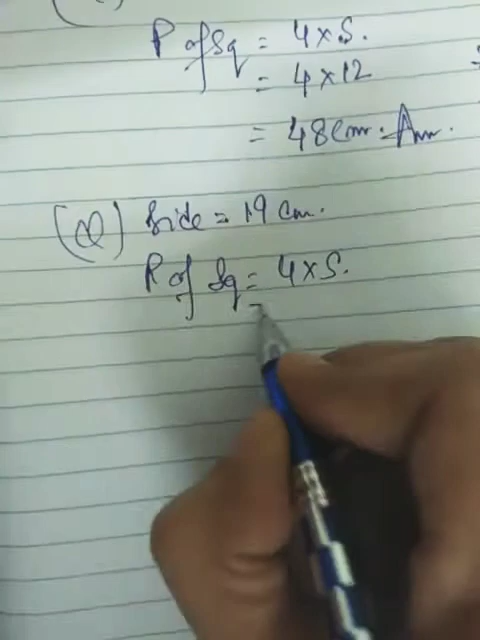 P of Sq = 4 × S.
= 4 × 12
= 48 cm. Ans.
(d) Side = 19 cm.
P of Sq = 4 × S.
=